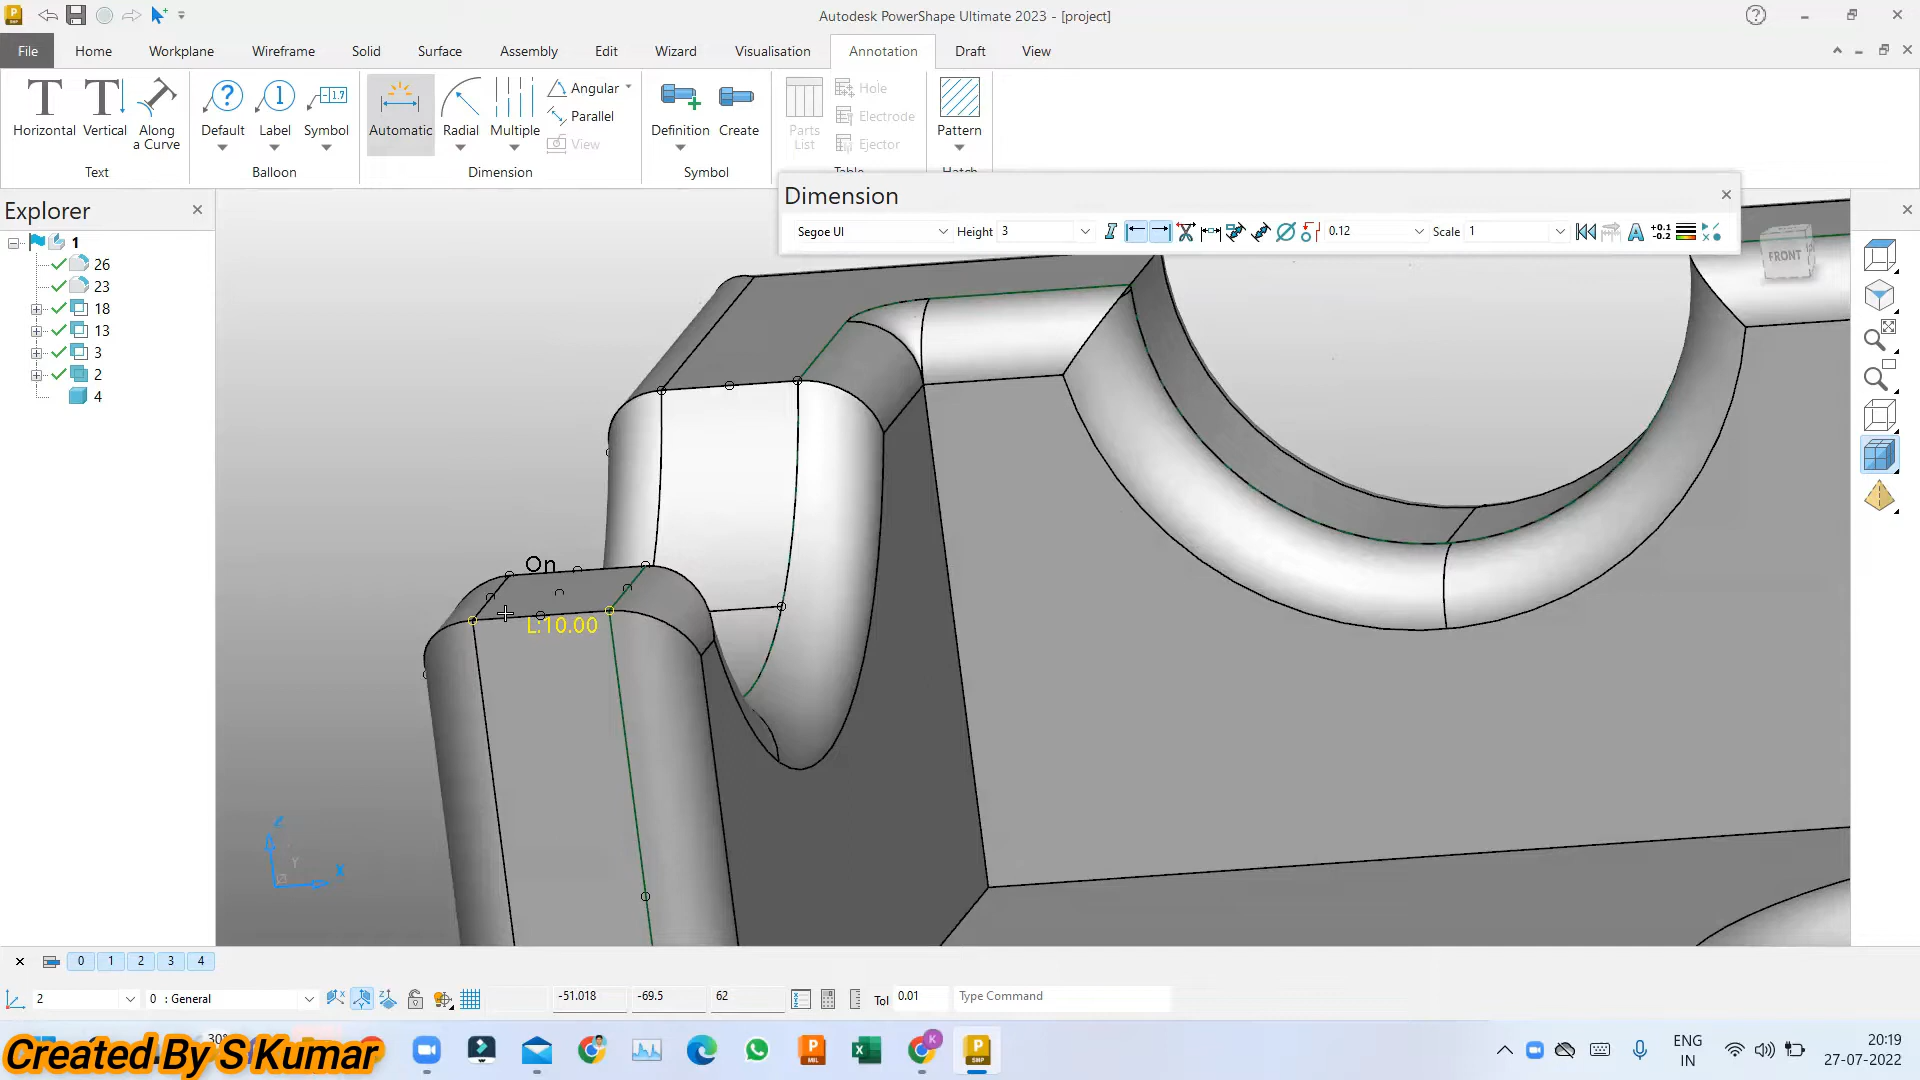 Autodesk PowerShape Ultimate 2023 - [project]
File Home Workplane Wireframe Solid Surface Assembly Edit Wizard Visualisation Annotation Draft View
Horizontal Vertical Along a Curve
Text
Default Label Symbol
Balloon
Automatic Radial Multiple Angular Parallel View
Dimension
Definition Create
Symbol
Parts List Hole Electrode Ejector
Table
Pattern
Hatch
Dimension
Segoe UI Height 3 0.12 Scale 1
Explorer
1
26
23
18
13
3
2
4
FRONT
On
L:10.00
Z
Y
X
0 1 2 3 4
2 0 : General -51.018 -69.5 62 Tol 0.01 Type Command
30°
Created By S Kumar
ENG
IN
20:19
27-07-2022